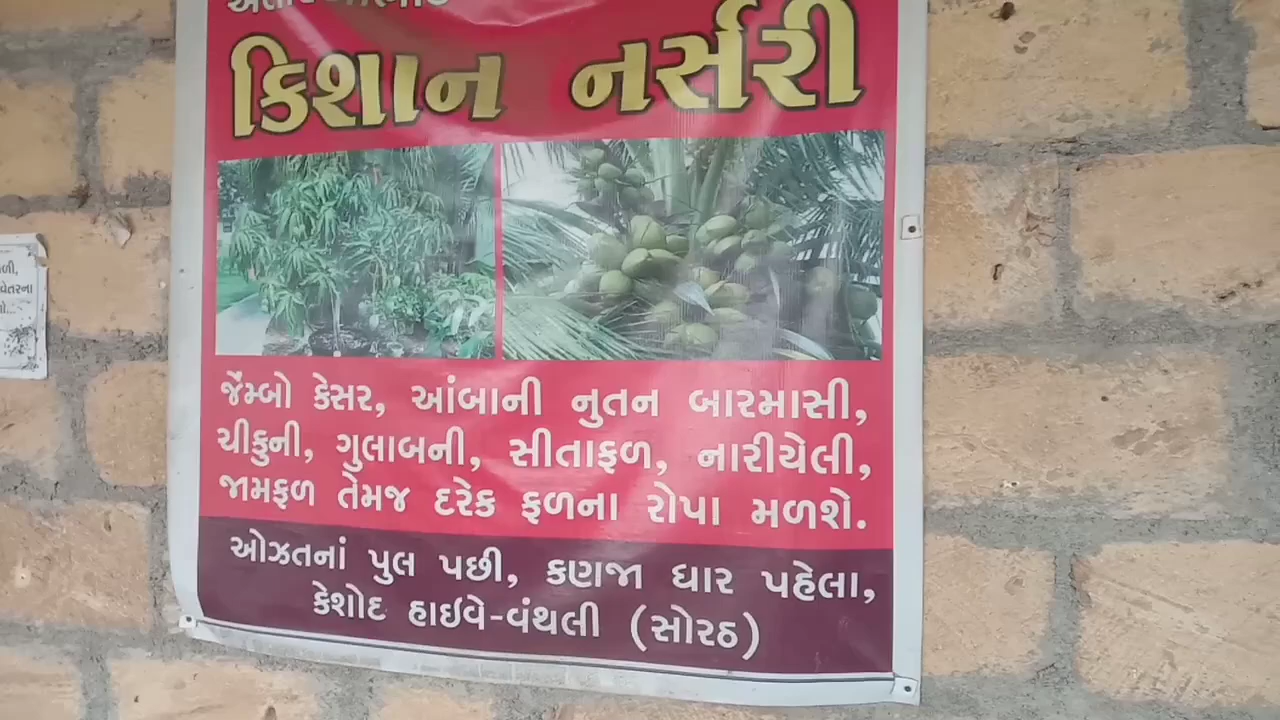 કિશાન નર્સરી
જેંમ્બો કેસર, આંબાની નુતન બારમાસી,
ચીકુની, ગુલાબની, સીતાફળ, નારીયેલી,
જામફળ તેમજ દરેક ફળના રોપા મળશે.
ઓઝતનાં પુલ પછી, કણજા ધાર પહેલા,
કેશોદ હાઇવે-વંથલી (સોરઠ)